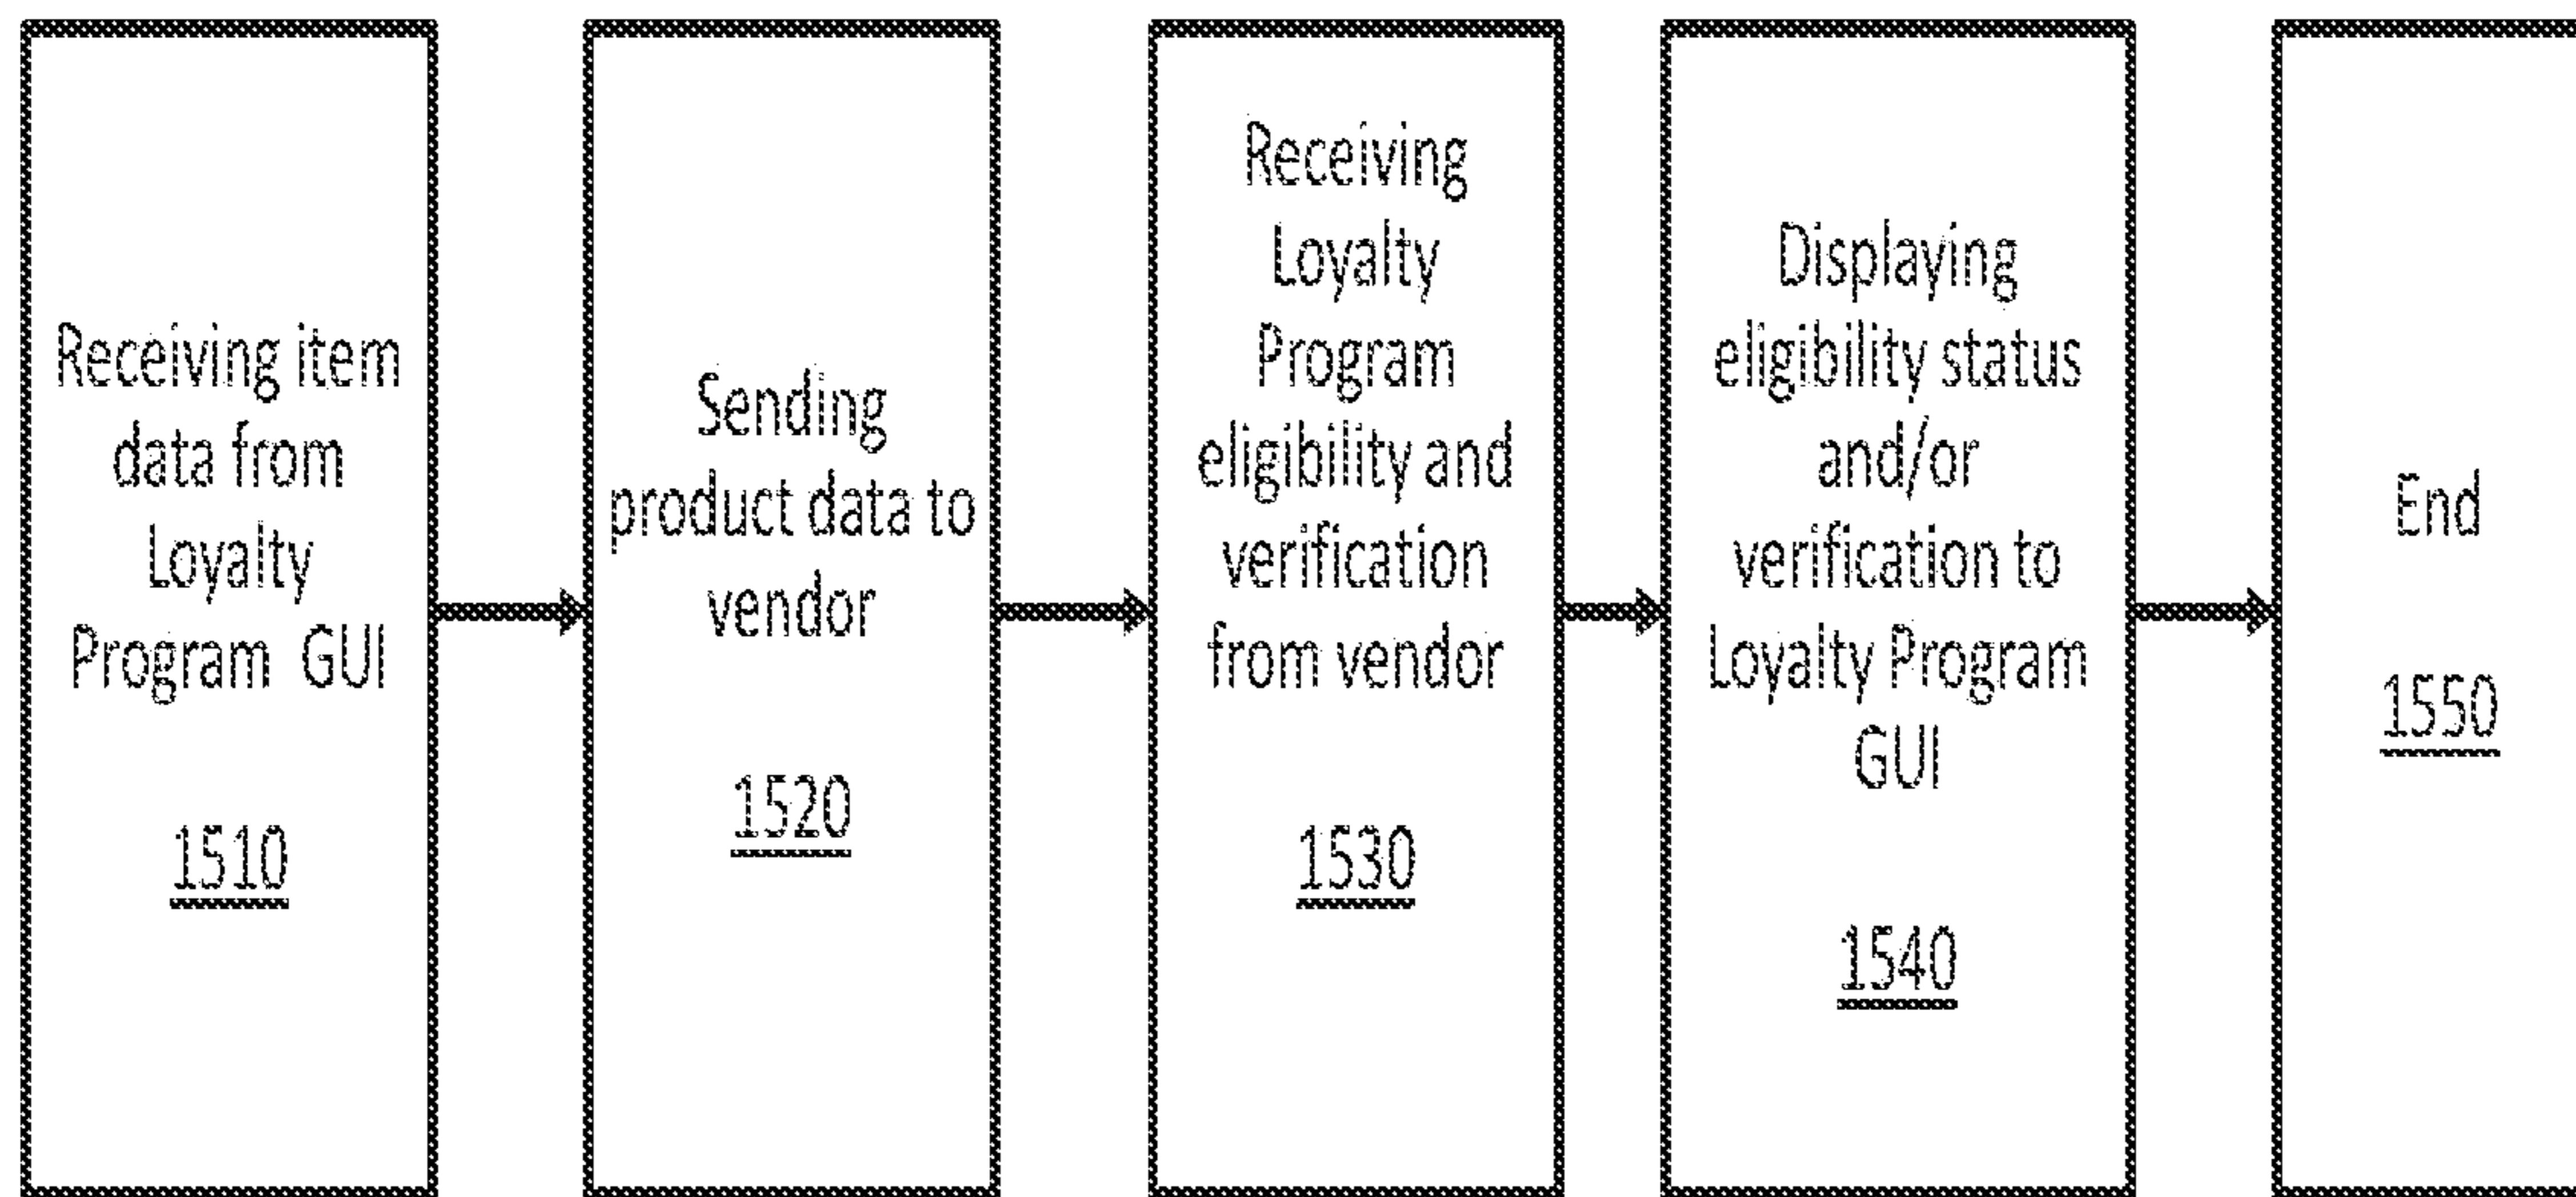 Receiving item
data from
Loyalty
Program GUI
1510
Sending
product data to
vendor
1520
Receiving
Loyalty
Program
eligibility and
verification
from vendor
1530
Displaying
eligibility status
and/or
verification to
Loyalty Program
GUI
1540
End
1550